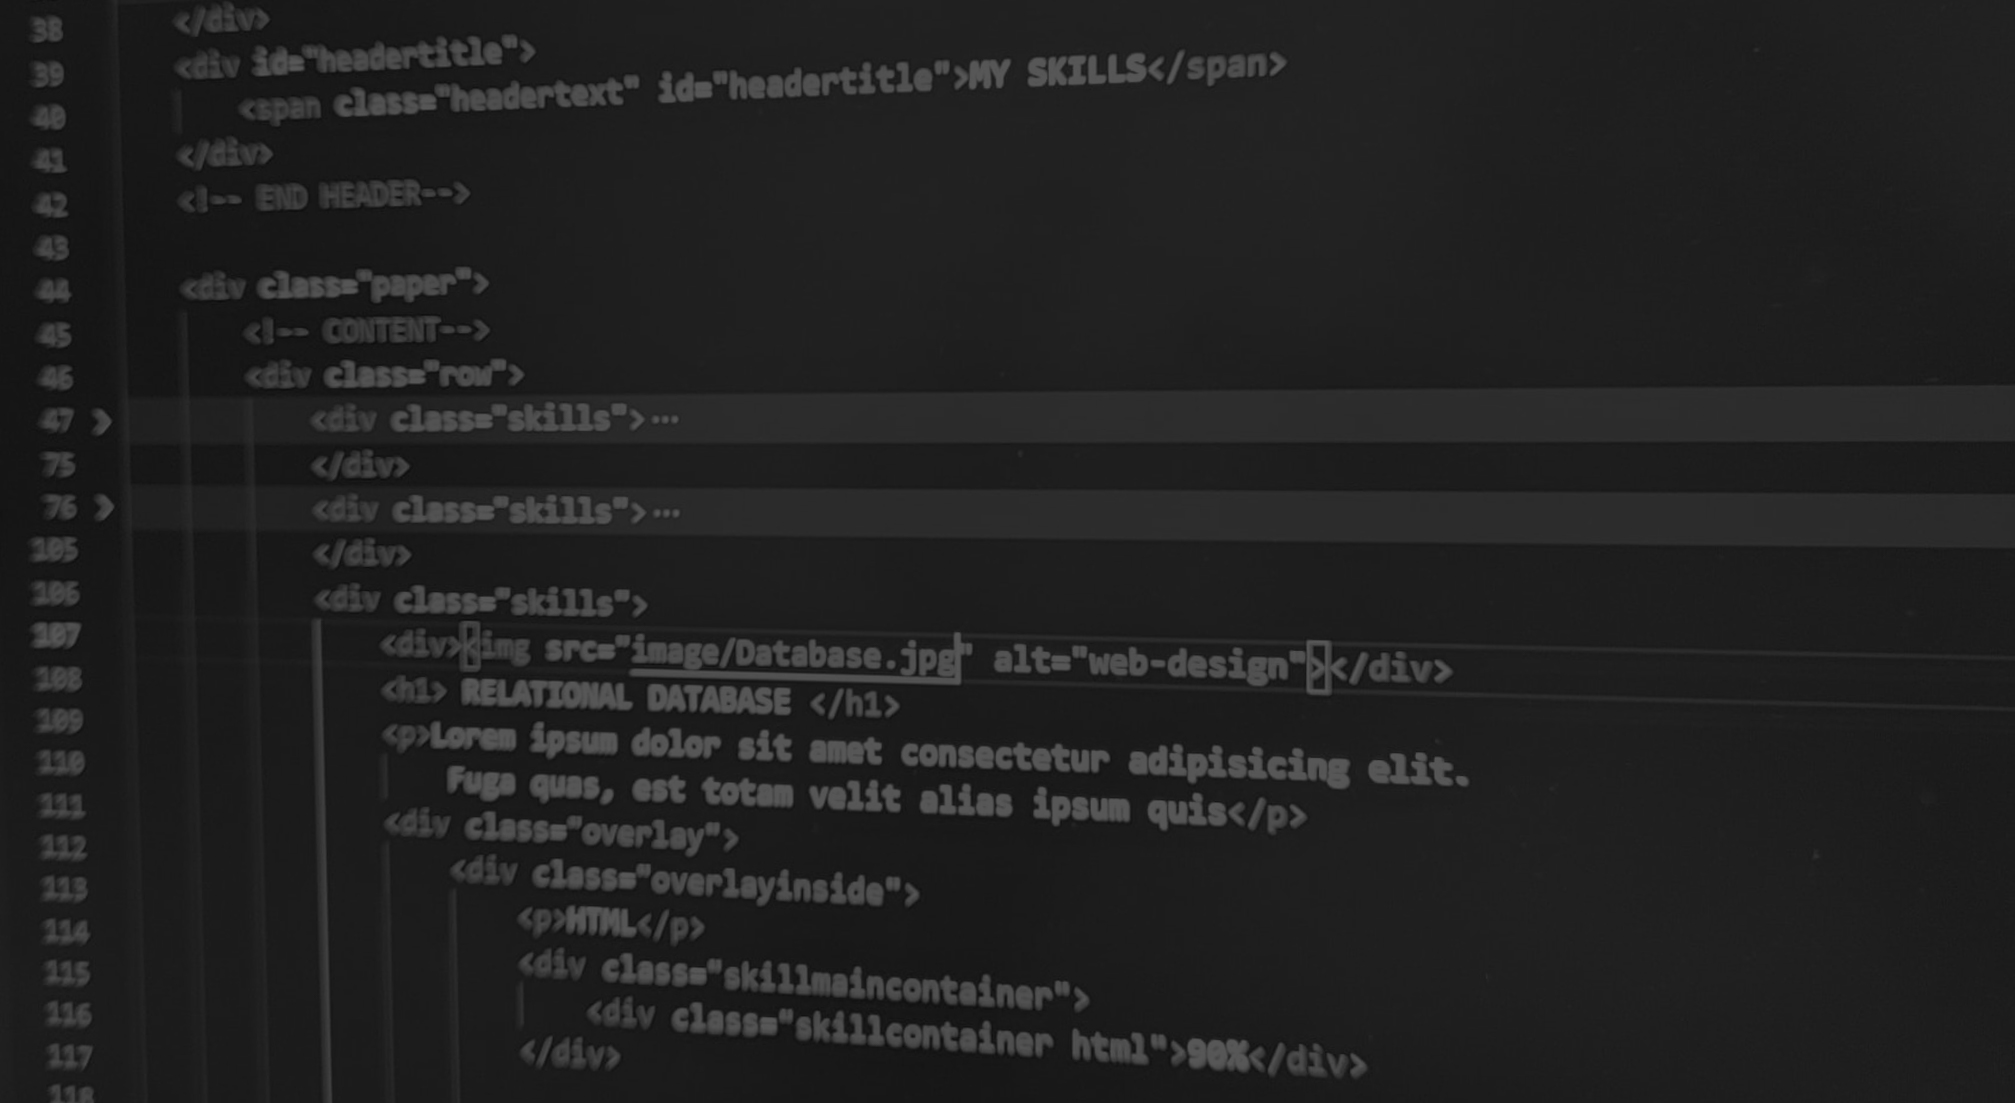 38 </div>
39 <div id="headertitle">
40 <span class="headertext" id="headertitle">MY SKILLS</span>
41 </div>
42 <!-- END HEADER-->
43
44 <div class="paper">
45 <!-- CONTENT-->
46 <div class="row">
47 > <div class="skills">...
75 </div>
76 > <div class="skills">...
105 </div>
106 <div class="skills">
107 <div><img src="image/Database.jpg" alt="web-design"></div>
108 <h1> RELATIONAL DATABASE </h1>
109 <p>Lorem ipsum dolor sit amet consectetur adipisicing elit.
110 Fuga quas, est totam velit alias ipsum quis</p>
111 <div class="overlay">
112 <div class="overlayinside">
113 <p>HTML</p>
114 <div class="skillmaincontainer">
115 <div class="skillcontainer html">90%</div>
116 </div>
117
118